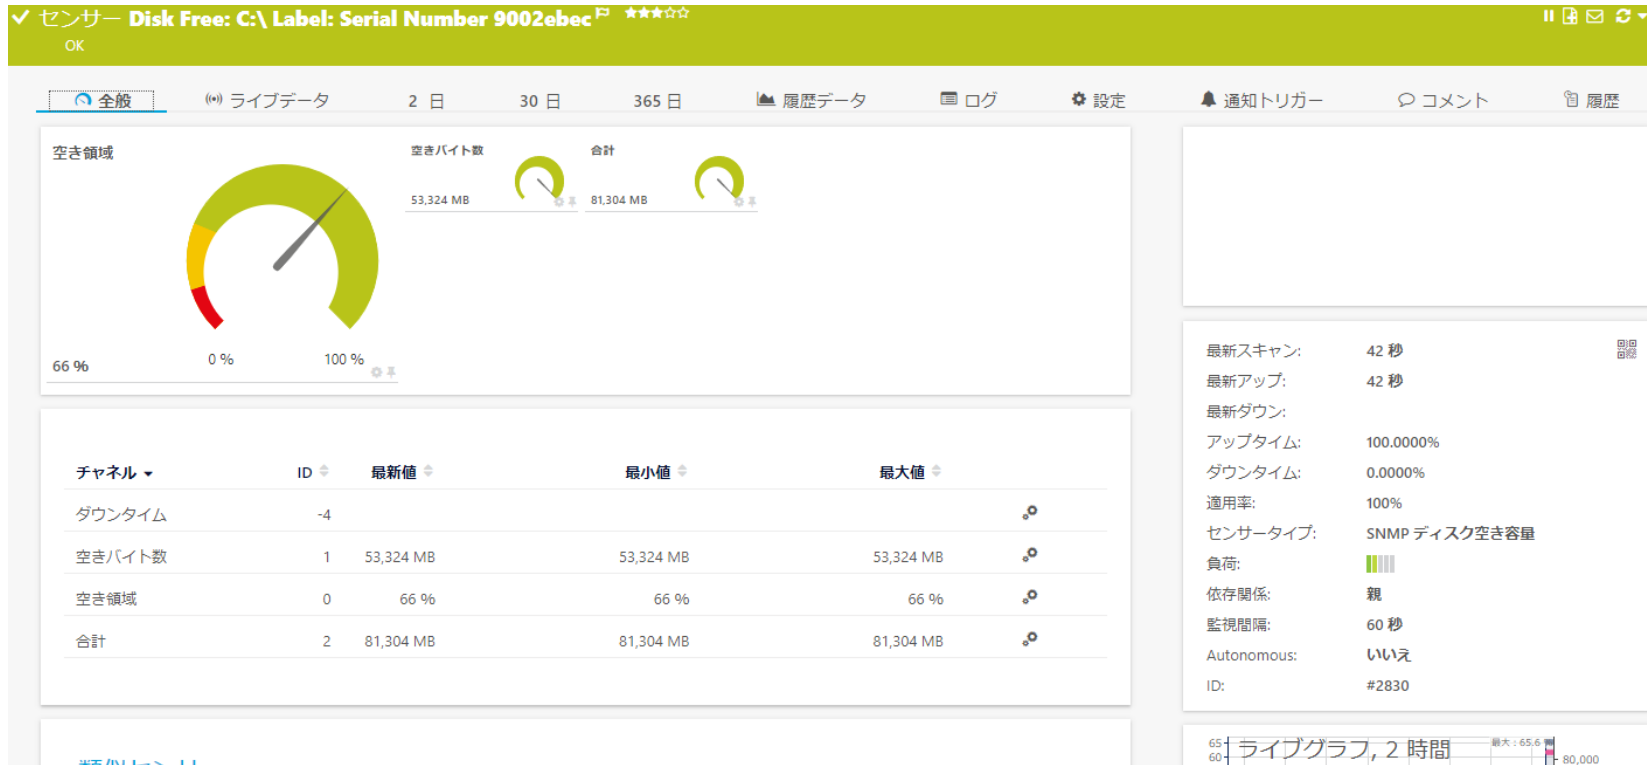 センサー Disk Free: C:\ Label: Serial Number 9002ebec
OK
全般 ライブデータ 2 日 30 日 365 日 履歴データ ログ 設定 通知トリガー コメント 履歴
空き領域
66 %
0 %
100 %
空きバイト数
53,324 MB
合計
81,304 MB
チャネル ID 最新値 最小値 最大値
ダウンタイム -4
空きバイト数 1 53,324 MB 53,324 MB 53,324 MB
空き領域 0 66 % 66 % 66 %
合計 2 81,304 MB 81,304 MB 81,304 MB
最新スキャン: 42 秒
最新アップ: 42 秒
最新ダウン:
アップタイム: 100.0000%
ダウンタイム: 0.0000%
適用率: 100%
センサータイプ: SNMP ディスク空き容量
負荷:
依存関係: 親
監視間隔: 60 秒
Autonomous: いいえ
ID: #2830
ライブグラフ, 2 時間
65
60
最大 : 65.6
80,000